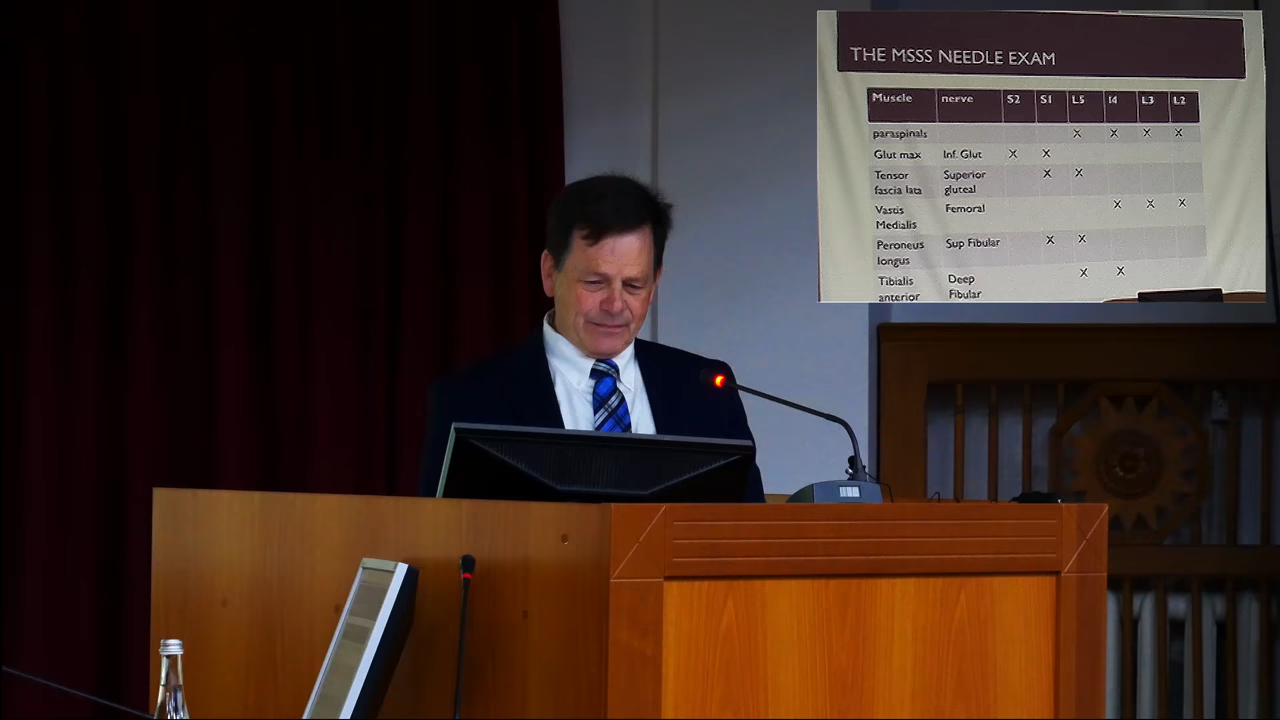 THE MSSS NEEDLE EXAM
Muscle nerve S2 S1 L5 l4 L3 L2
paraspinals X X X X
Glut max Inf. Glut X X
Tensor Superior X X
fascia lata gluteal
Vastis Femoral X X X
Medialis
Peroneus Sup Fibular X X
longus
Tibialis Deep X X
anterior Fibular